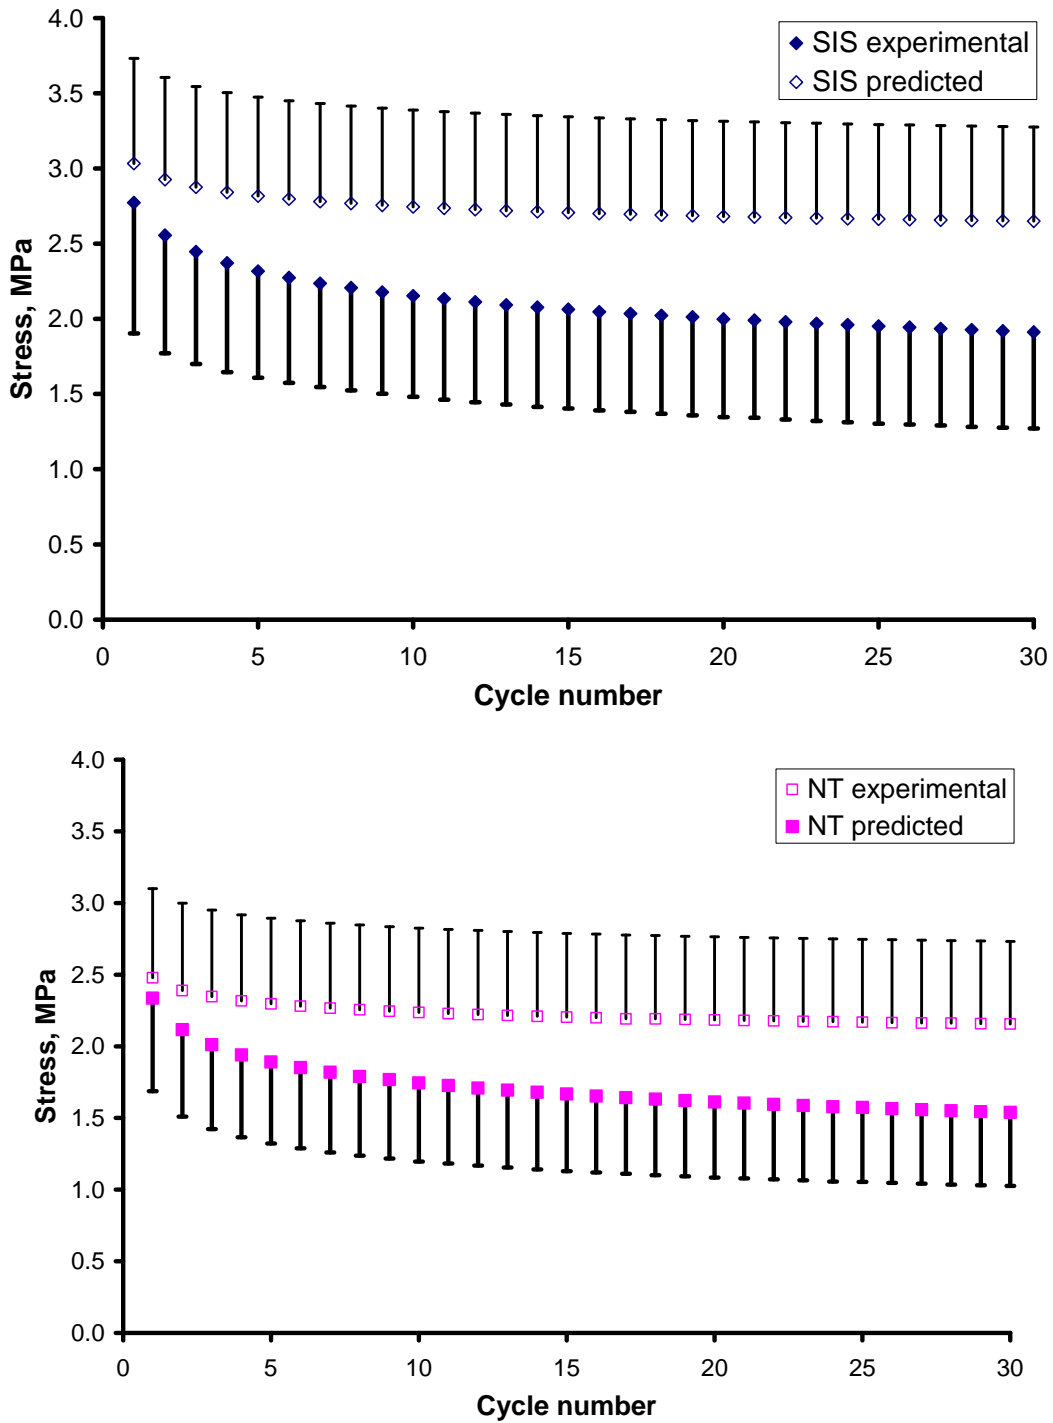 4.0
SIS experimental
SIS predicted
3.5
3.0
2.5
2.0
1.5
1.0
0.5
0.0
Stress, MPa
0 5 10 15 20 25 30
Cycle number
4.0
NT experimental
NT predicted
3.5
3.0
2.5
2.0
1.5
1.0
0.5
0.0
Stress, MPa
0 5 10 15 20 25 30
Cycle number